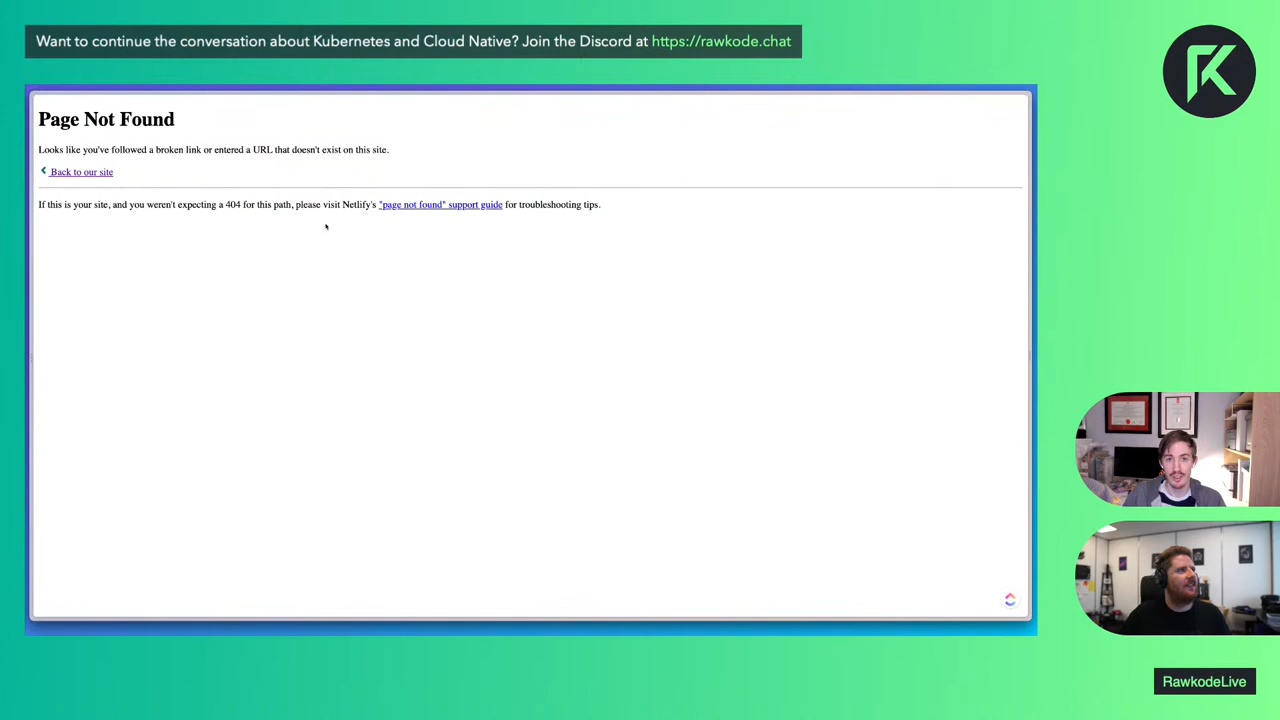 Want to continue the conversation about Kubernetes and Cloud Native? Join the Discord at https://rawkode.chat
Page Not Found
Looks like you've followed a broken link or entered a URL that doesn't exist on this site.
Back to our site
If this is your site, and you weren't expecting a 404 for this path, please visit Netlify's "page not found" support guide for troubleshooting tips.
RawkodeLive